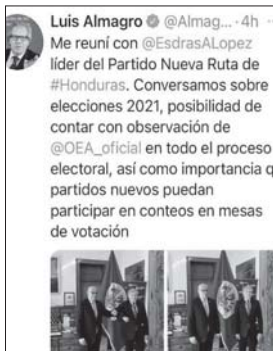 Luis Almagro @Almag... · 4h
Me reuní con @EsdrasALopez
líder del Partido Nueva Ruta de
#Honduras. Conversamos sobre
elecciones 2021, posibilidad de
contar con observación de
@OEA_oficial en todo el proceso
electoral, así como importancia q
partidos nuevos puedan
participar en conteos en mesas
de votación